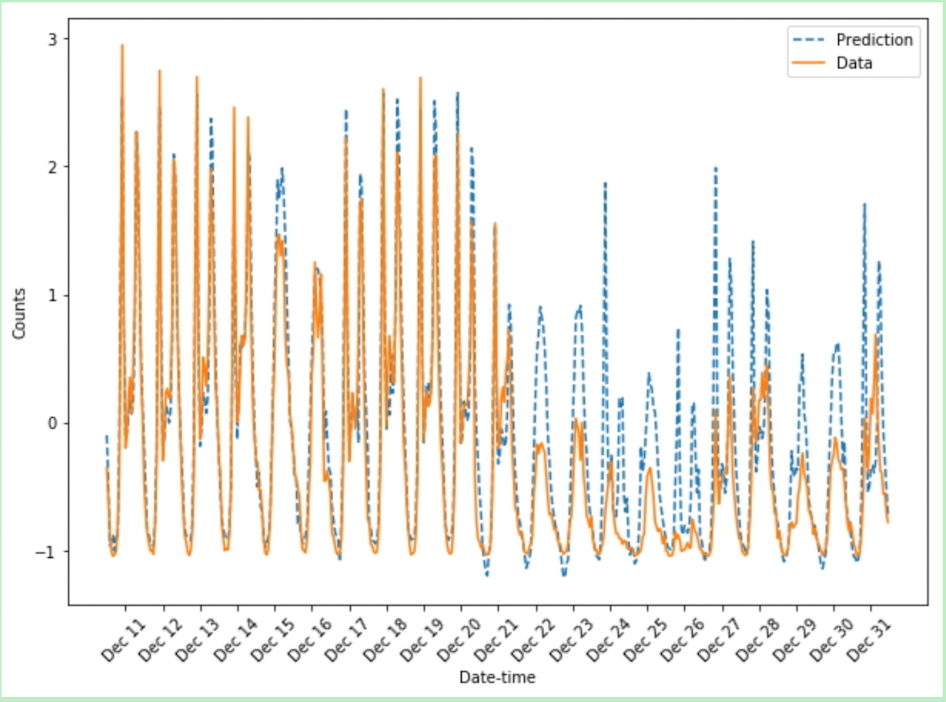 Prediction
Data
3
2
1
0
−1
Counts
Dec 11
Dec 12
Dec 13
Dec 14
Dec 15
Dec 16
Dec 17
Dec 18
Dec 19
Dec 20
Dec 21
Dec 22
Dec 23
Dec 24
Dec 25
Dec 26
Dec 27
Dec 28
Dec 29
Dec 30
Dec 31
Date-time